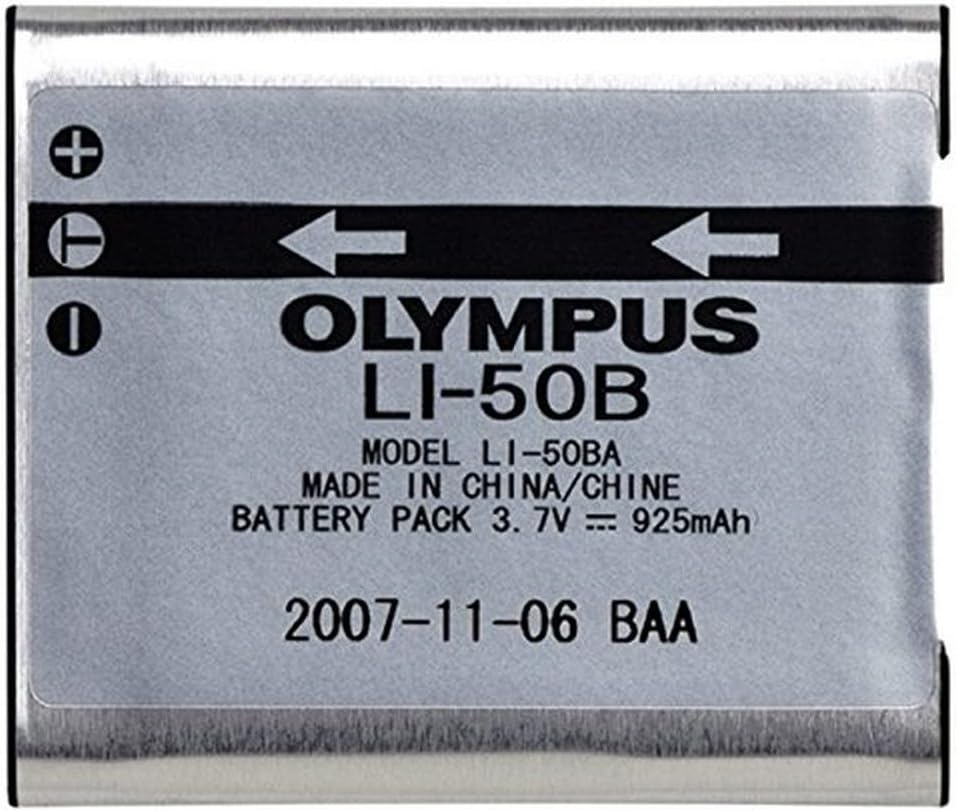 OLYMPUS
LI-50B
MODEL LI-50BA
MADE IN CHINA/CHINE
BATTERY PACK 3.7V ⎓ 925mAh
2007-11-06 BAA